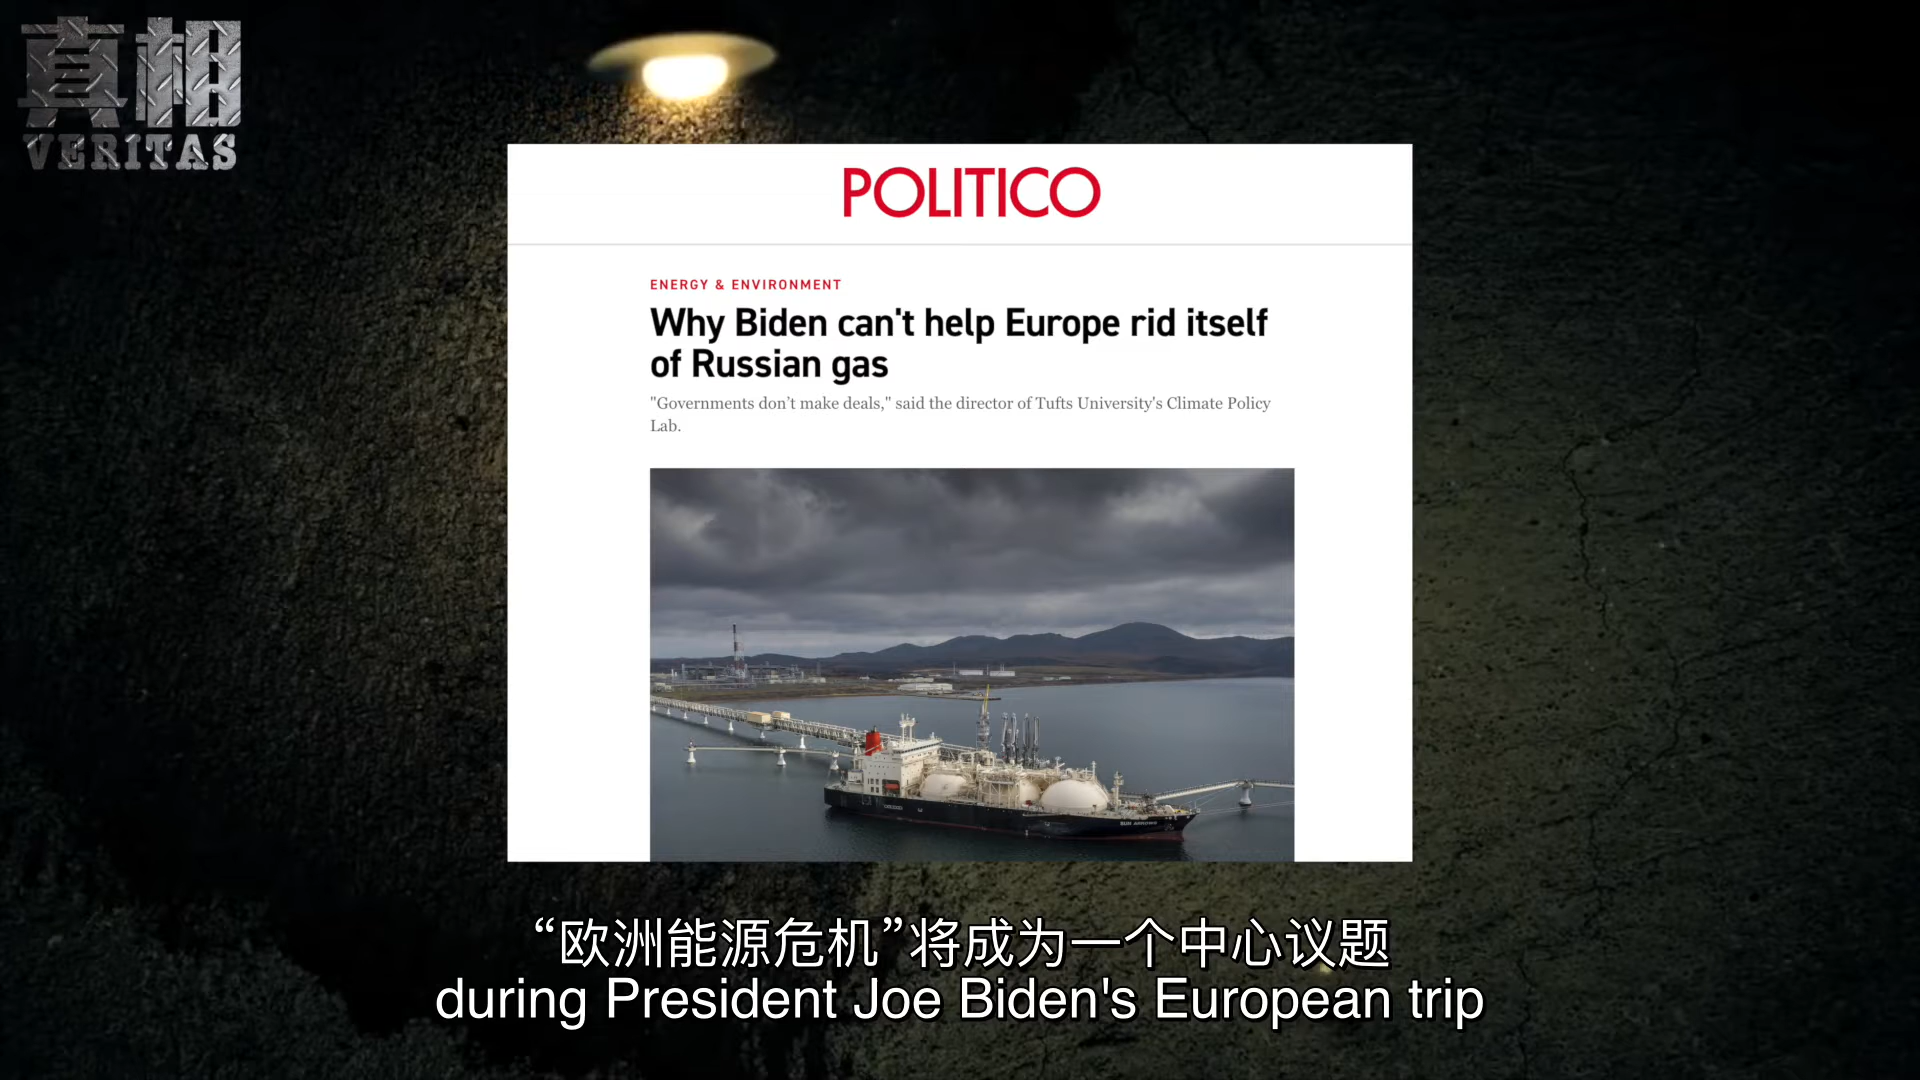 真相
VERITAS
POLITICO
ENERGY & ENVIRONMENT
Why Biden can't help Europe rid itself
of Russian gas
"Governments don’t make deals," said the director of Tufts University's Climate Policy
Lab.
SUN ARROWS
“欧洲能源危机”将成为一个中心议题
during President Joe Biden's European trip